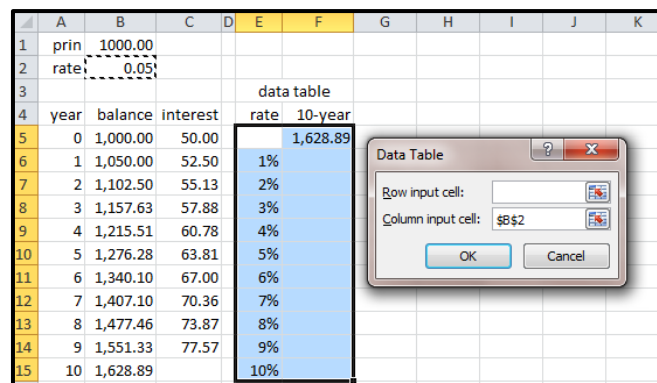 A B C D E F G H I J K
1 prin 1000.00
2 rate 0.05
3 data table
4 year balance interest rate 10-year
5 0 1,000.00 50.00 1,628.89
6 1 1,050.00 52.50 1%
7 2 1,102.50 55.13 2%
8 3 1,157.63 57.88 3%
9 4 1,215.51 60.78 4%
10 5 1,276.28 63.81 5%
11 6 1,340.10 67.00 6%
12 7 1,407.10 70.36 7%
13 8 1,477.46 73.87 8%
14 9 1,551.33 77.57 9%
15 10 1,628.89 10%
Data Table ? X
Row input cell:
Column input cell: $B$2
OK Cancel